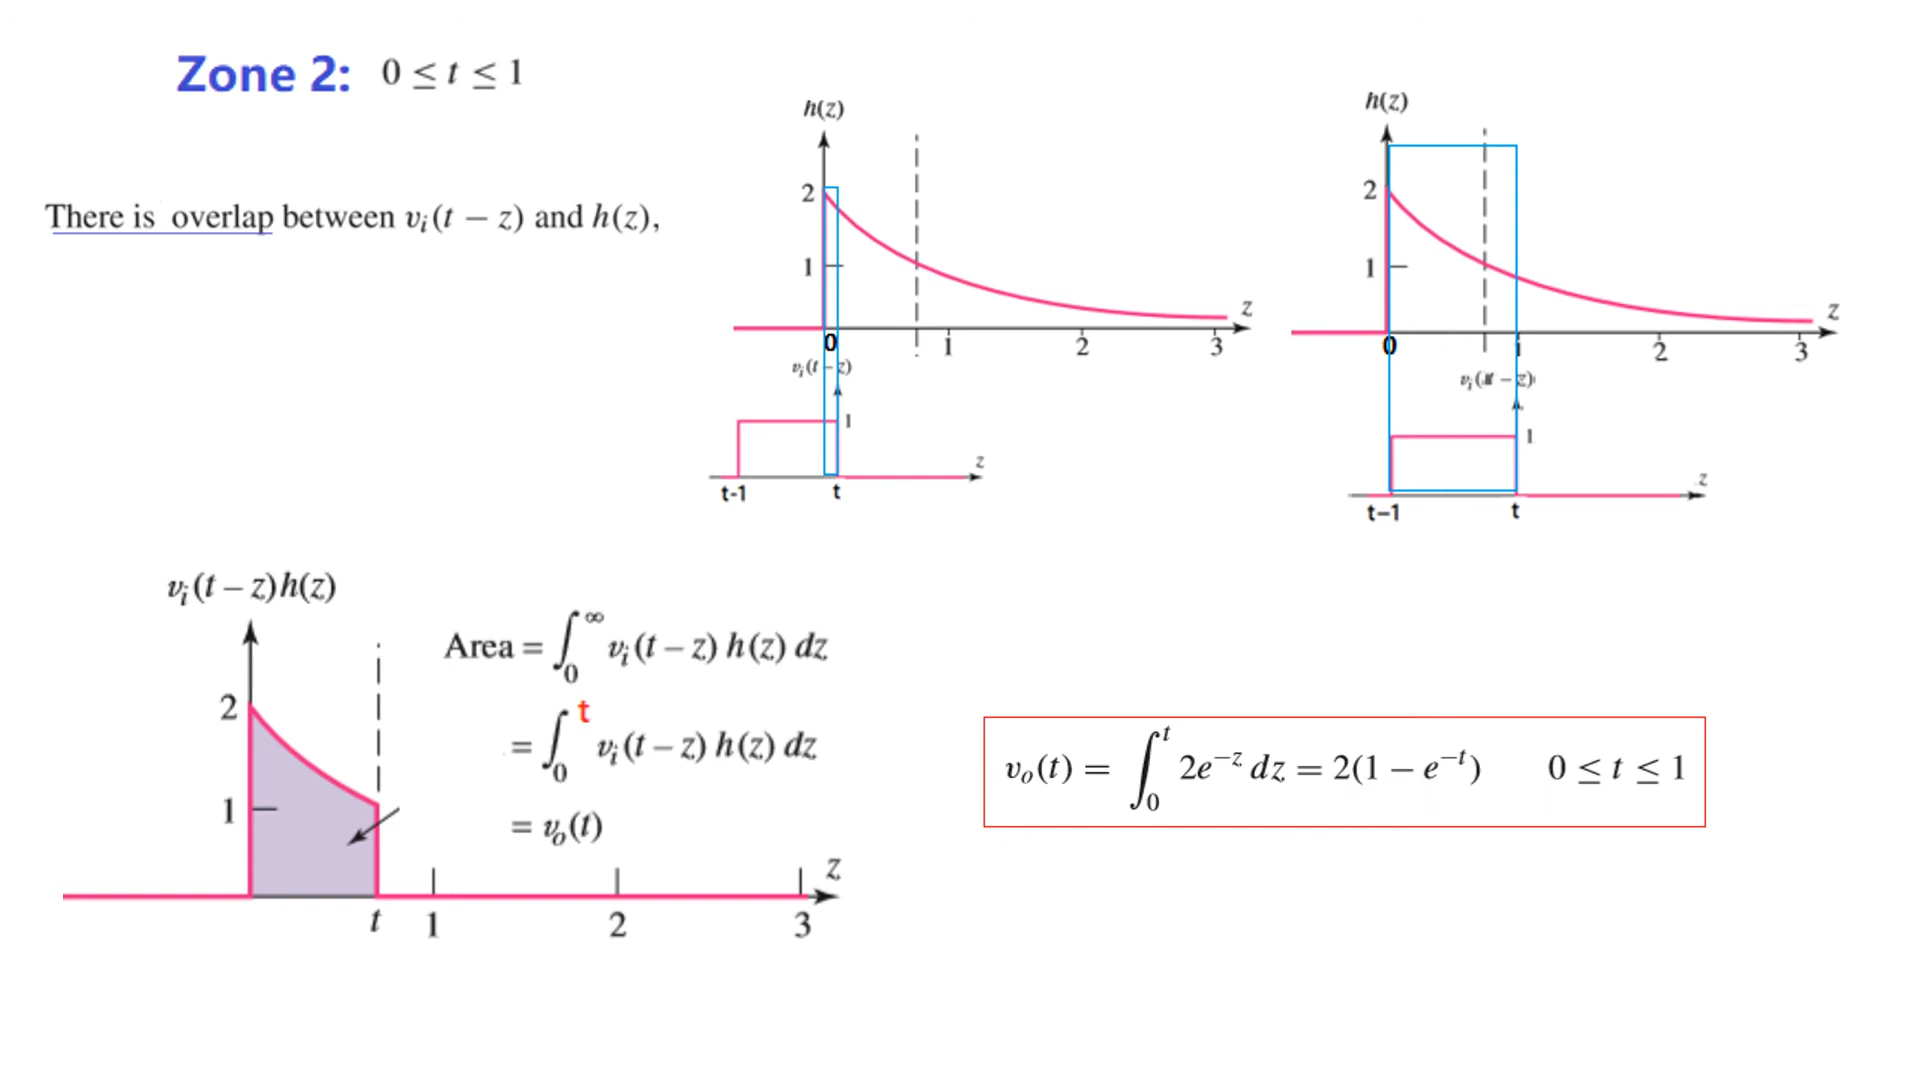 Zone 2: 0 ≤ t ≤ 1
There is overlap between vᵢ(t − z) and h(z),
h(z)
2
1
0
1
2
3
z
vᵢ(t − z)
1
z
t-1
t
h(z)
2
1
0
1
2
3
z
− z)
1
z
t−1
t
vᵢ(t − z)h(z)
2
1
t
1
2
3
z
Area = ∫₀^∞ vᵢ(t − z) h(z) dz
= ∫₀^t vᵢ(t − z) h(z) dz
= vₒ(t)
vₒ(t) = ∫₀^t 2e^{−z} dz = 2(1 − e^{−t}) 0 ≤ t ≤ 1